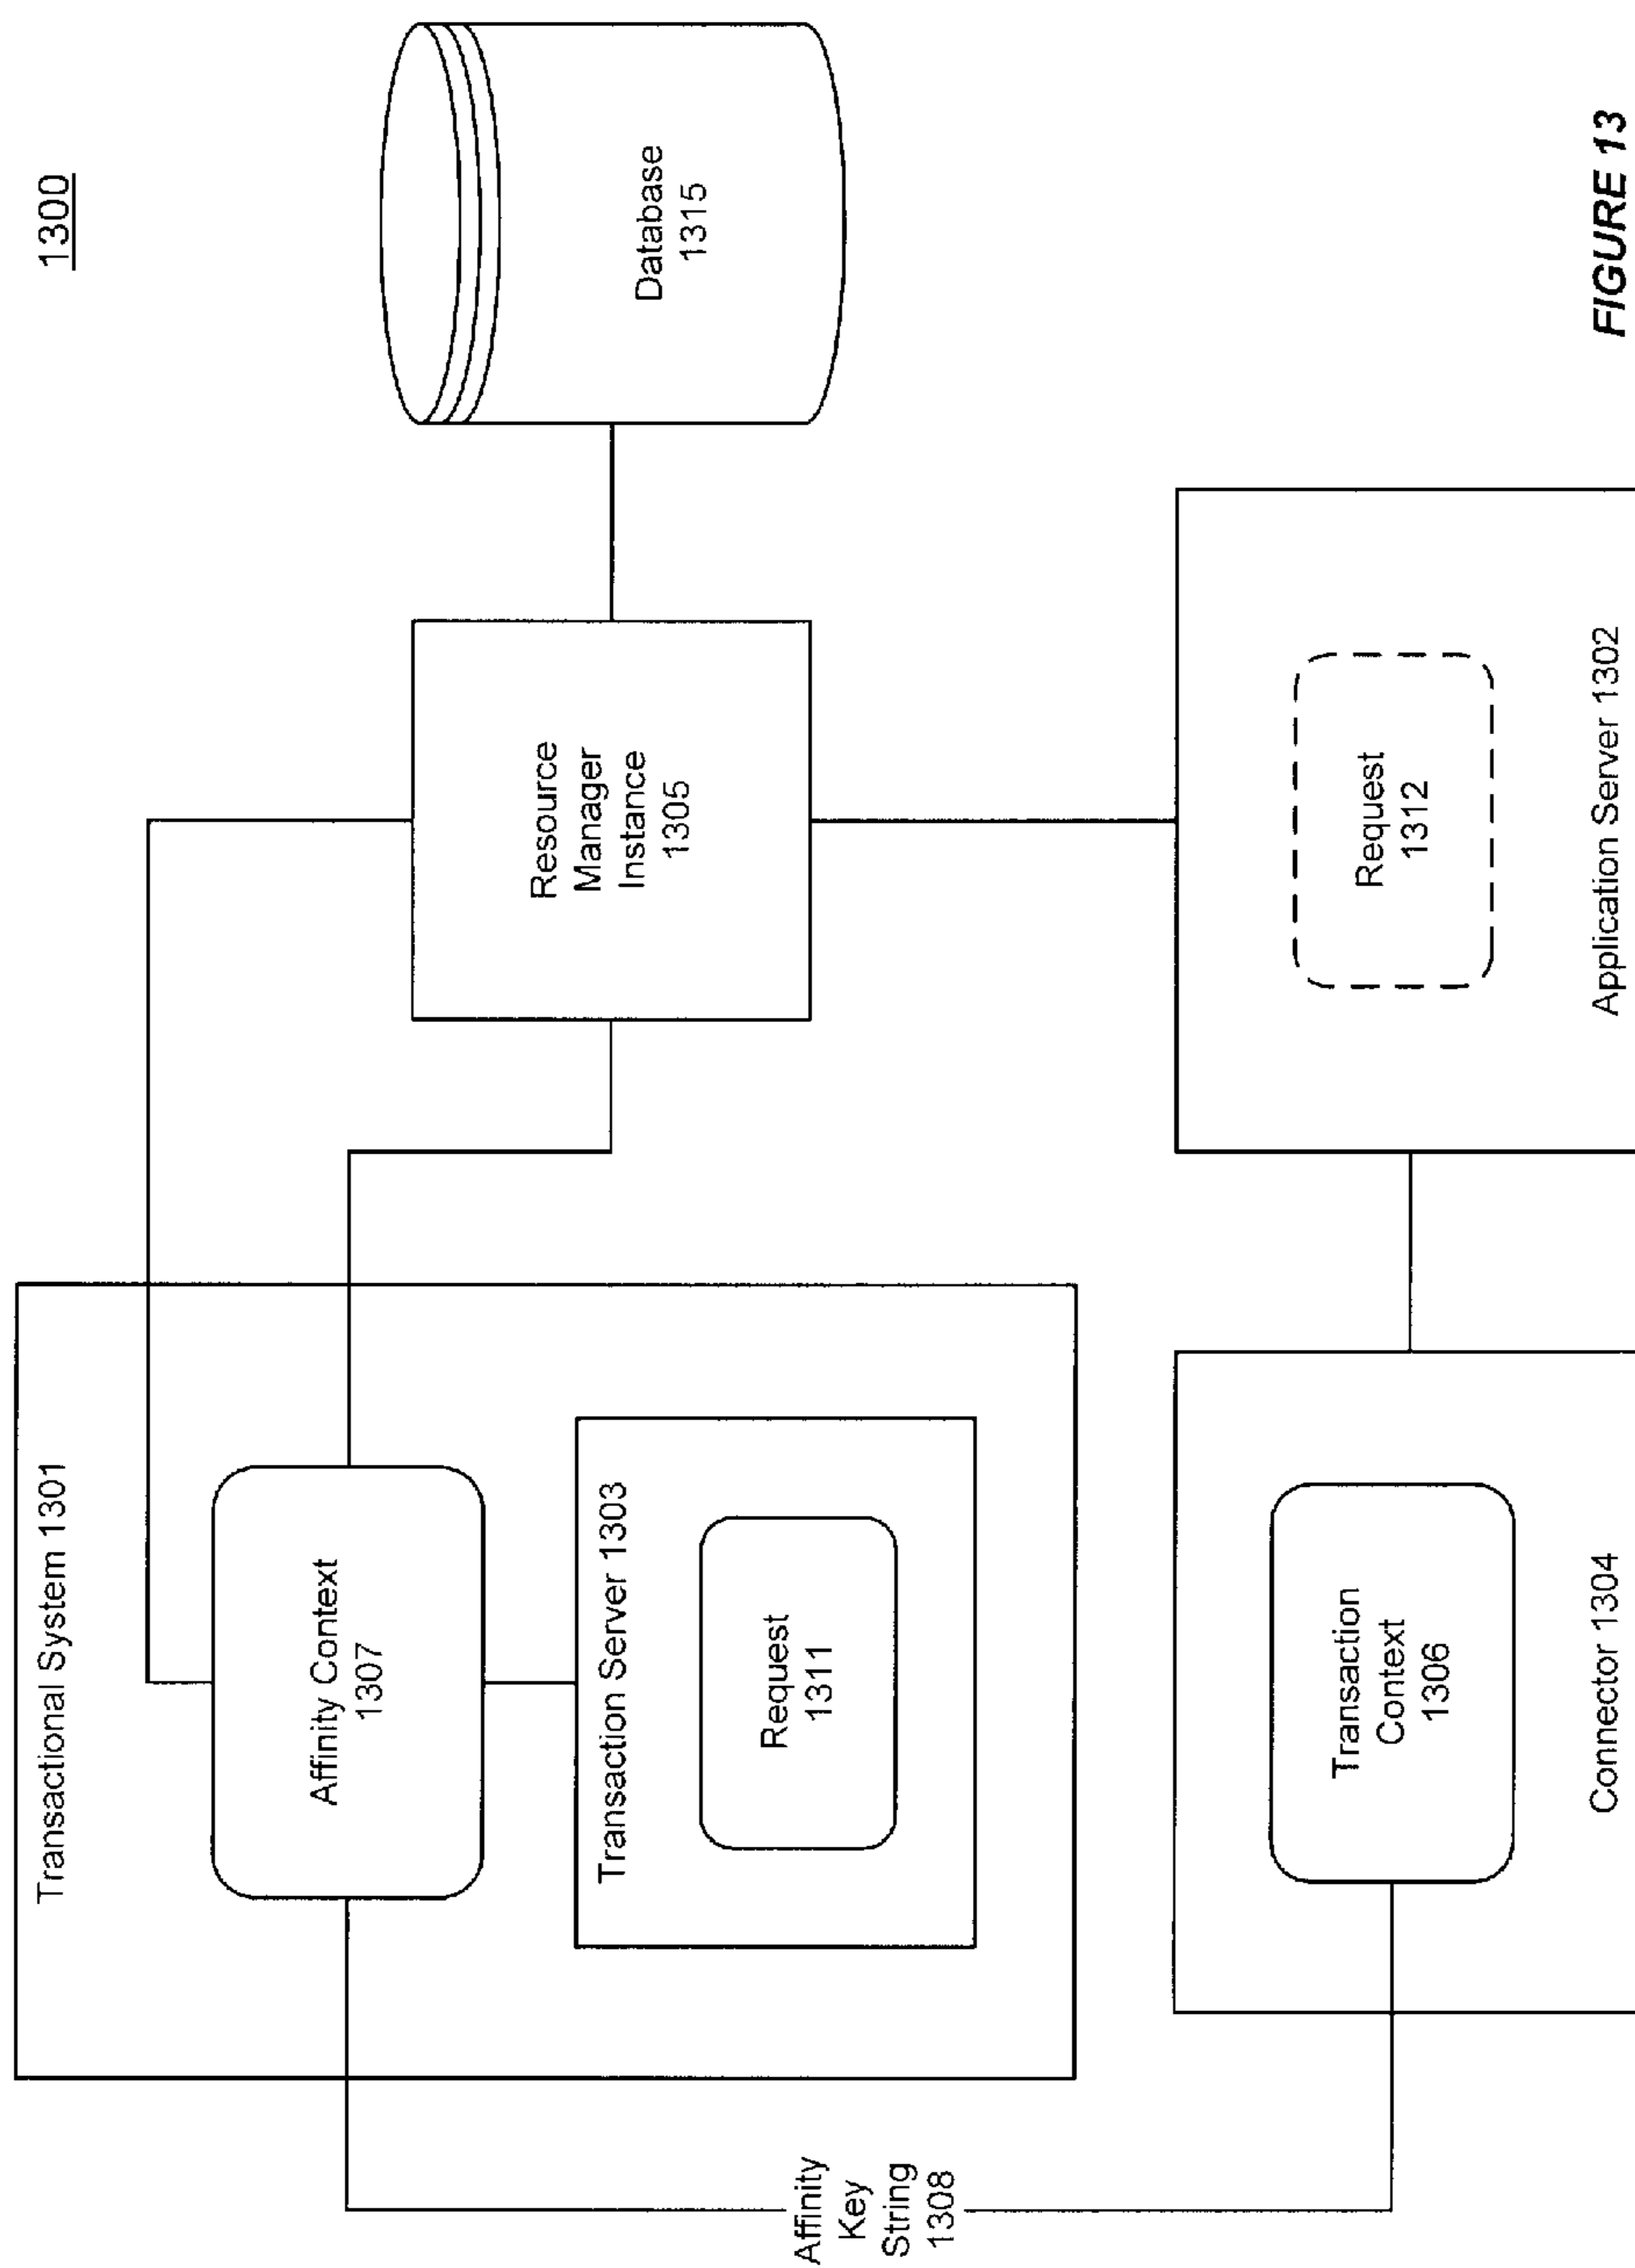 1300
Transactional System 1301
Affinity Context
1307
Transaction Server 1303
Request
1311
Affinity
Key
String
1308
Resource
Manager
Instance
1305
Database
1315
Transaction
Context
1306
Connector 1304
Request
1312
Application Server 1302
FIGURE 13